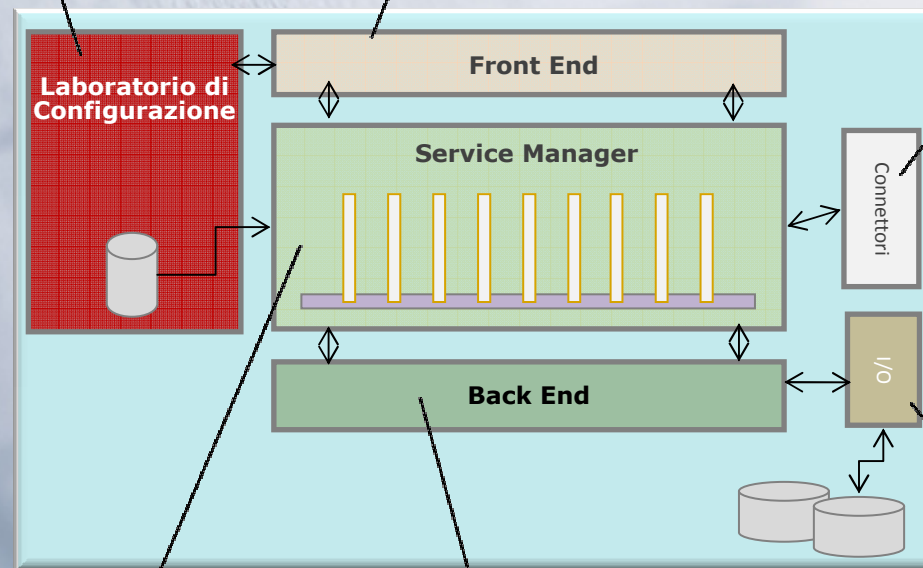 Laboratorio di
Configurazione
Front End
Service Manager
Connettori
I/O
Back End